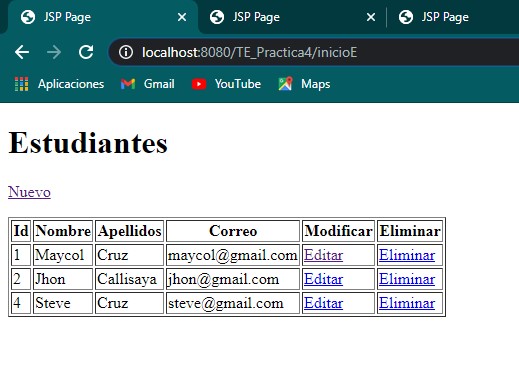 JSP Page JSP Page JSP Page
localhost:8080/TE_Practica4/inicioE
Aplicaciones Gmail YouTube Maps
Estudiantes
Nuevo
Id Nombre Apellidos Correo Modificar Eliminar
1 Maycol Cruz maycol@gmail.com Editar Eliminar
2 Jhon Callisaya jhon@gmail.com Editar Eliminar
4 Steve Cruz steve@gmail.com Editar Eliminar